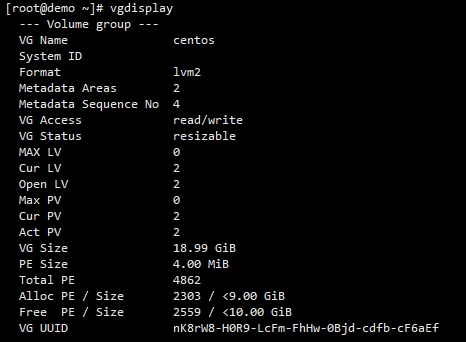 [root@demo ~]# vgdisplay
--- Volume group ---
VG Name centos
System ID
Format lvm2
Metadata Areas 2
Metadata Sequence No 4
VG Access read/write
VG Status resizable
MAX LV 0
Cur LV 2
Open LV 2
Max PV 0
Cur PV 2
Act PV 2
VG Size 18.99 GiB
PE Size 4.00 MiB
Total PE 4862
Alloc PE / Size 2303 / <9.00 GiB
Free PE / Size 2559 / <10.00 GiB
VG UUID nK8rW8-H0R9-LcFm-FhHw-0Bjd-cdfb-cF6aEf